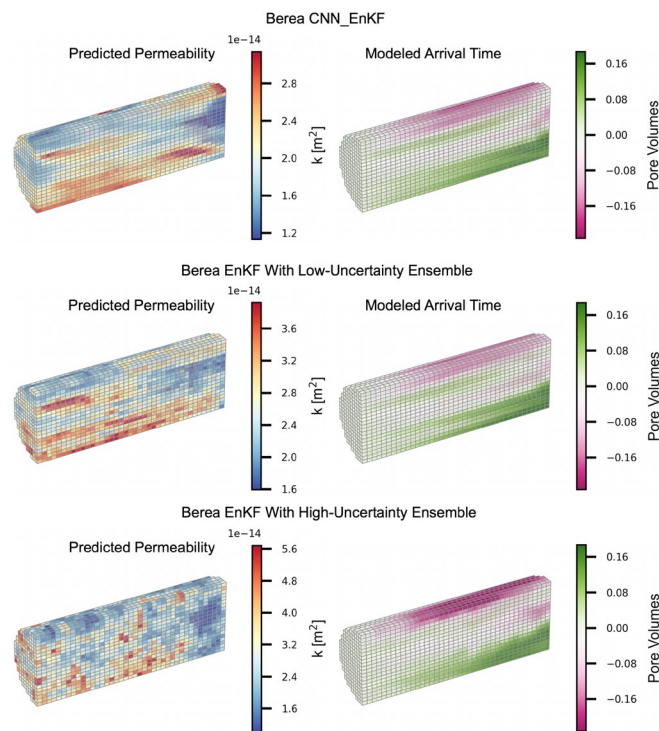 Berea CNN_EnKF
Predicted Permeability
Modeled Arrival Time
1e−14
2.8
2.4
2.0
1.6
1.2
k [m²]
0.16
0.08
0.00
−0.08
−0.16
Pore Volumes
Berea EnKF With Low-Uncertainty Ensemble
Predicted Permeability
Modeled Arrival Time
1e−14
3.6
3.2
2.8
2.4
2.0
1.6
k [m²]
0.16
0.08
0.00
−0.08
−0.16
Pore Volumes
Berea EnKF With High-Uncertainty Ensemble
Predicted Permeability
1e−14
5.6
4.8
4.0
3.2
2.4
1.6
k [m²]
0.16
0.08
0.00
−0.08
−0.16
Pore Volumes